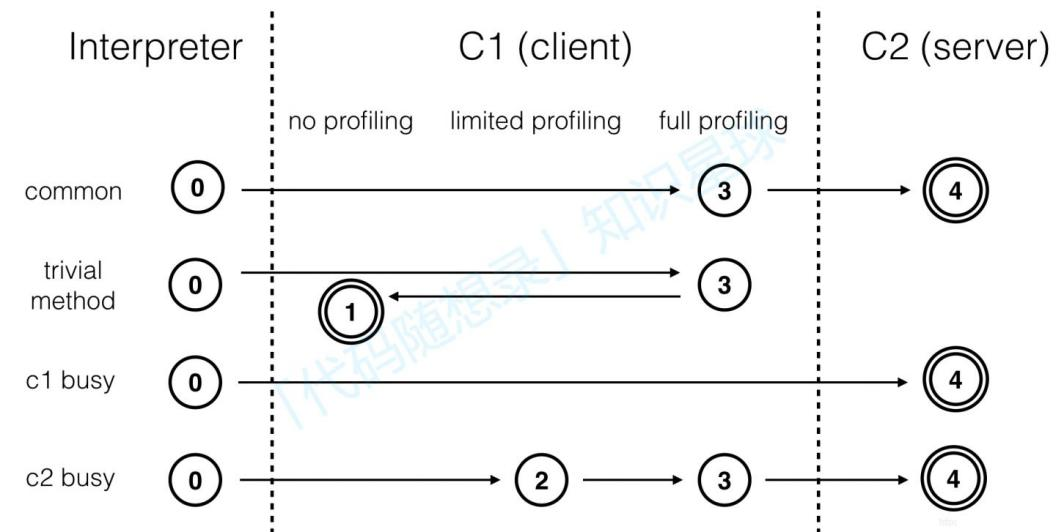 Interpreter C1 (client) C2 (server)
no profiling limited profiling full profiling
common 0 3 4
trivial
method 0 3
1
c1 busy 0 4
c2 busy 0 2 3 4
「代码随想录」知识星球